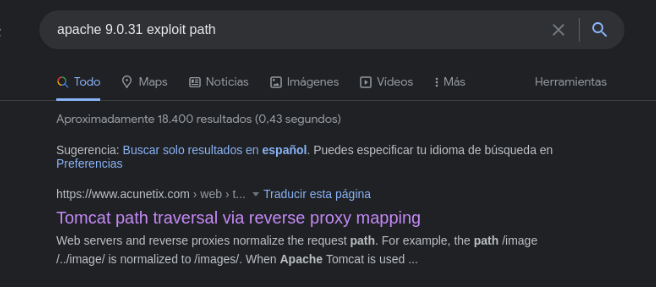 apache 9.0.31 exploit path
Todo Maps Noticias Imágenes Vídeos Más Herramientas
Aproximadamente 18.400 resultados (0,43 segundos)
Sugerencia: Buscar solo resultados en español. Puedes especificar tu idioma de búsqueda en
Preferencias
https://www.acunetix.com › web › t... Traducir esta página
Tomcat path traversal via reverse proxy mapping
Web servers and reverse proxies normalize the request path. For example, the path /image
/../image/ is normalized to /images/. When Apache Tomcat is used ...